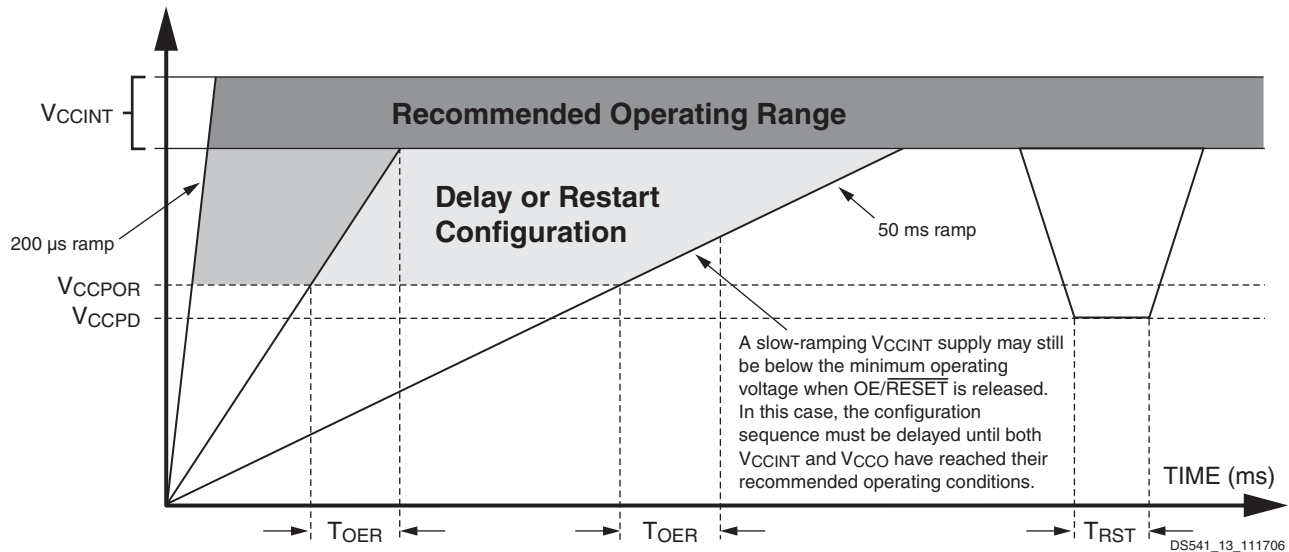 VCCINT
Recommended Operating Range
Delay or Restart
Configuration
200 µs ramp
50 ms ramp
VCCPOR
VCCPD
A slow-ramping VCCINT supply may still
be below the minimum operating
voltage when OE/RESET is released.
In this case, the configuration
sequence must be delayed until both
VCCINT and VCCO have reached their
recommended operating conditions.
TIME (ms)
TOER
TOER
TRST
DS541_13_111706